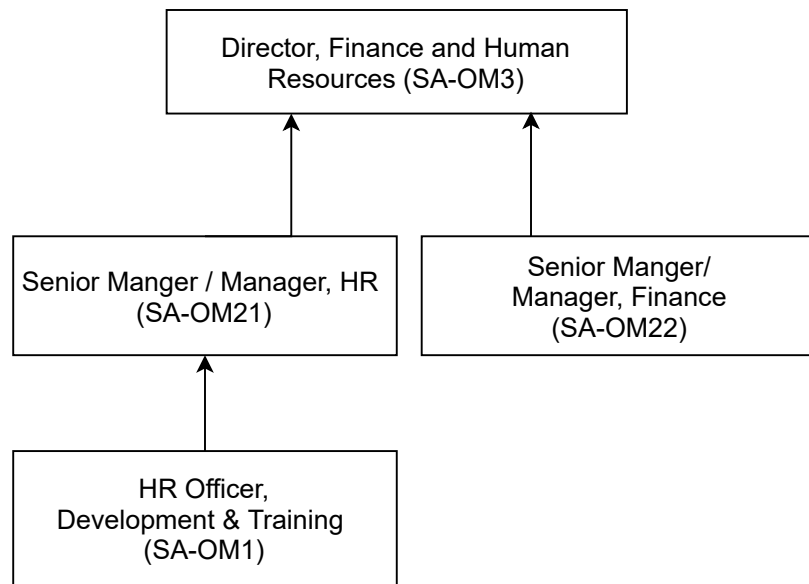 Director, Finance and Human
Resources (SA-OM3)
Senior Manger / Manager, HR
(SA-OM21)
Senior Manger/
Manager, Finance
(SA-OM22)
HR Officer,
Development & Training
(SA-OM1)